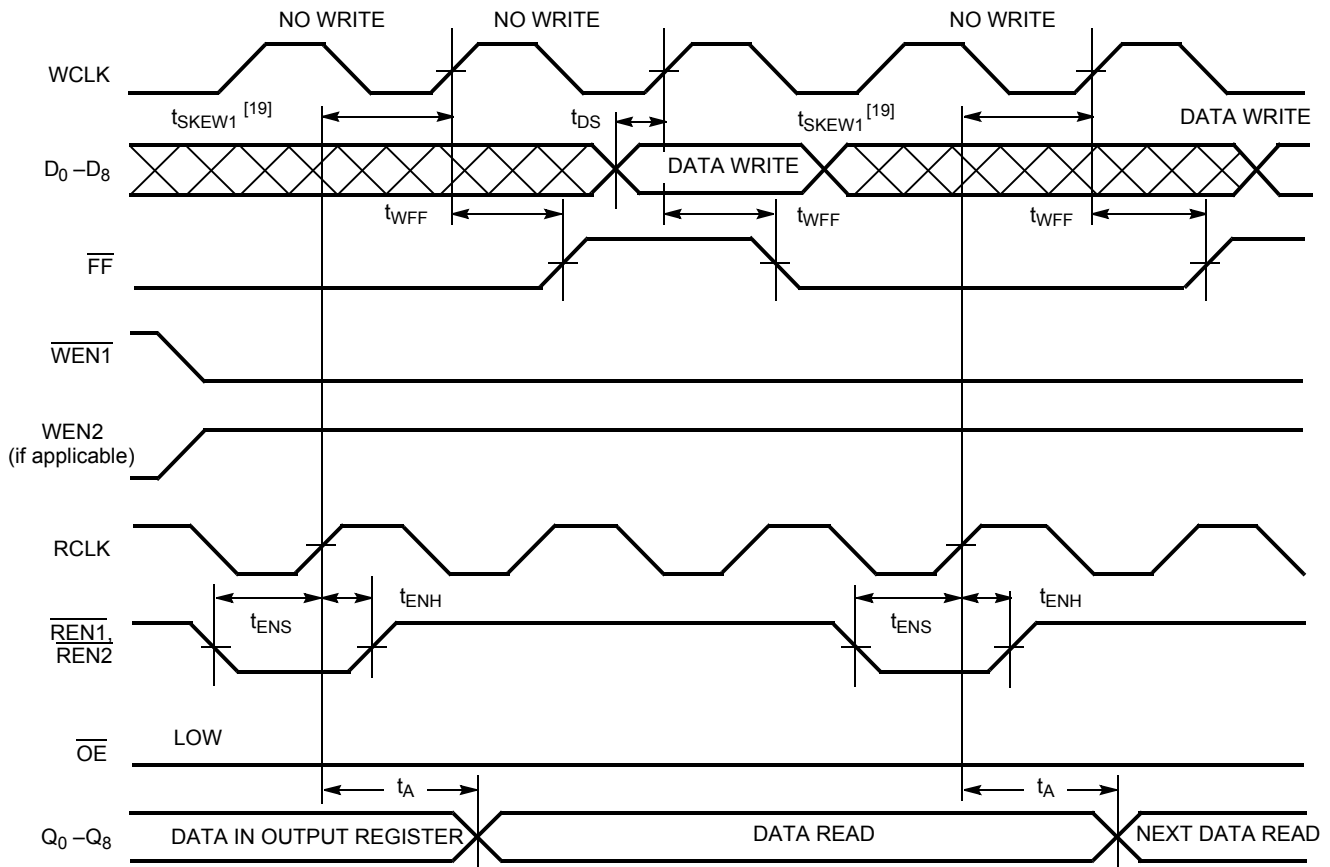 NO WRITE NO WRITE NO WRITE
WCLK
tSKEW1 [19] tDS tSKEW1 [19] DATA WRITE
D0 –D8 DATA WRITE
tWFF tWFF tWFF
FF
WEN1
WEN2
(if applicable)
RCLK
tENH tENH
REN1, tENS tENS
REN2
LOW
OE
tA tA
Q0 –Q8 DATA IN OUTPUT REGISTER DATA READ NEXT DATA READ